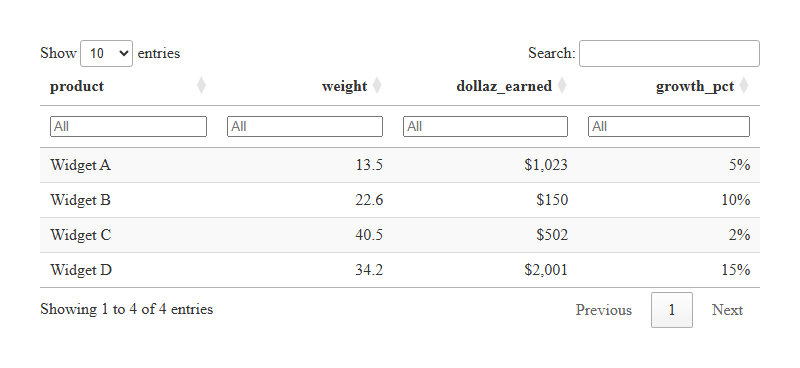 Show 10 entries Search:
product weight dollaz_earned growth_pct
All All All All
Widget A 13.5 $1,023 5%
Widget B 22.6 $150 10%
Widget C 40.5 $502 2%
Widget D 34.2 $2,001 15%
Showing 1 to 4 of 4 entries Previous 1 Next